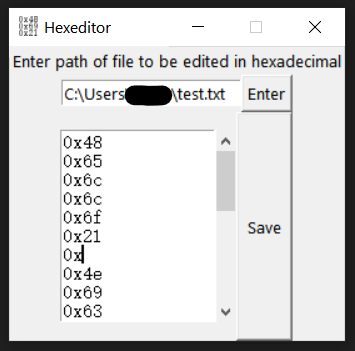 Hexeditor
Enter path of file to be edited in hexadecimal
C:\Users\test.txt Enter
0x48
0x65
0x6c
0x6c
0x6f
0x21
0x
0x4e
0x69
0x63
Save